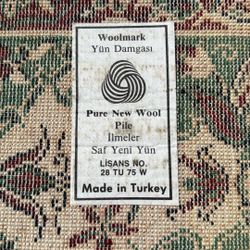 Woolmark
Yün Damgası
Pure New Wool
Pile
Ilmeler
Saf Yeni Yün
LİSANS NO.
28 TU 75 W
Made in Turkey